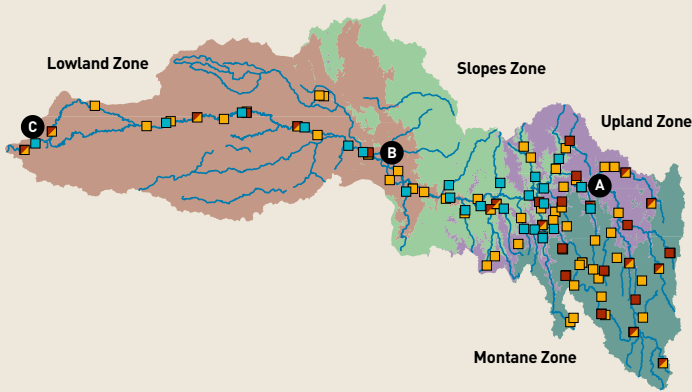 Lowland Zone
Slopes Zone
Upland Zone
C
B
A
Montane Zone